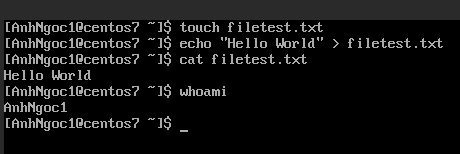 [AnhNgoc1@centos7 ~]$ touch filetest.txt
[AnhNgoc1@centos7 ~]$ echo "Hello World" > filetest.txt
[AnhNgoc1@centos7 ~]$ cat filetest.txt
Hello World
[AnhNgoc1@centos7 ~]$ whoami
AnhNgoc1
[AnhNgoc1@centos7 ~]$ _